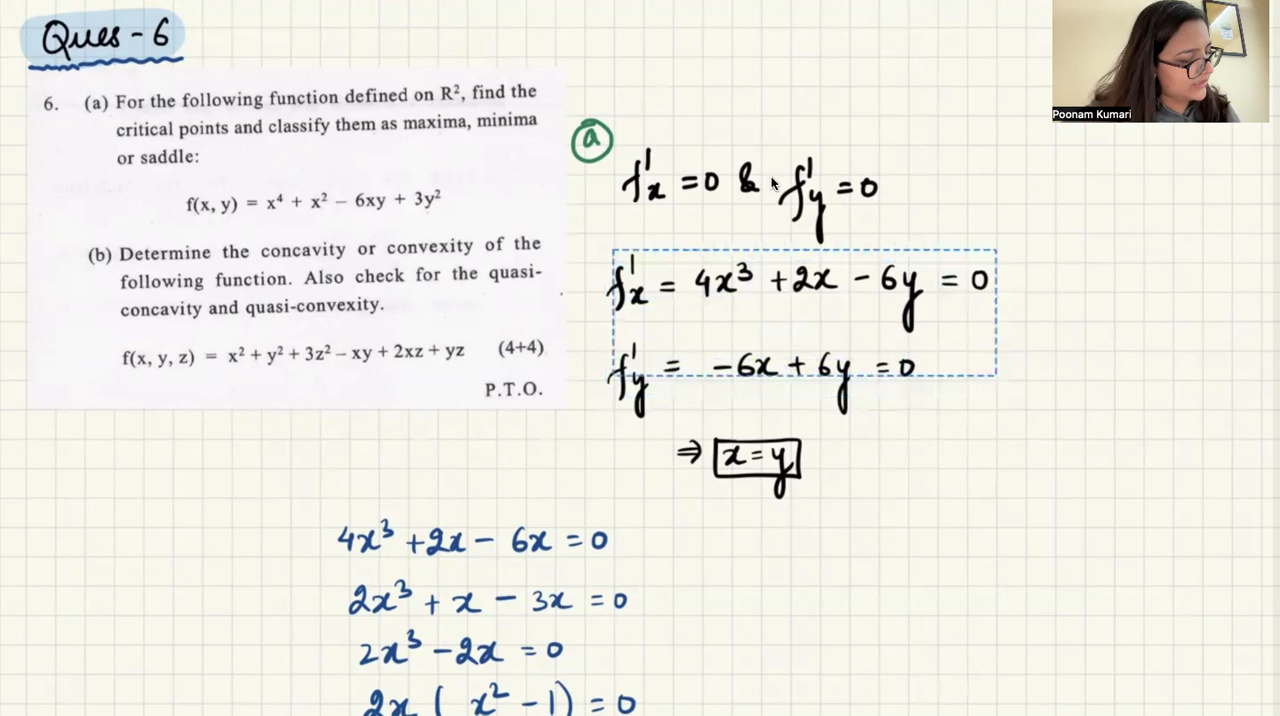 Ques - 6
6. (a) For the following function defined on R², find the
critical points and classify them as maxima, minima
or saddle:
f(x, y) = x⁴ + x² − 6xy + 3y²
(b) Determine the concavity or convexity of the
following function. Also check for the quasi-
concavity and quasi-convexity.
f(x, y, z) = x² + y² + 3z² − xy + 2xz + yz (4+4)
P.T.O.
Poonam Kumari
a
f'x = 0 & f'y = 0
f'x = 4x³ + 2x − 6y = 0
f'y = −6x + 6y = 0
⇒ x = y
4x³ + 2x − 6x = 0
2x³ + x − 3x = 0
2x³ − 2x = 0
2x ( x² − 1) = 0